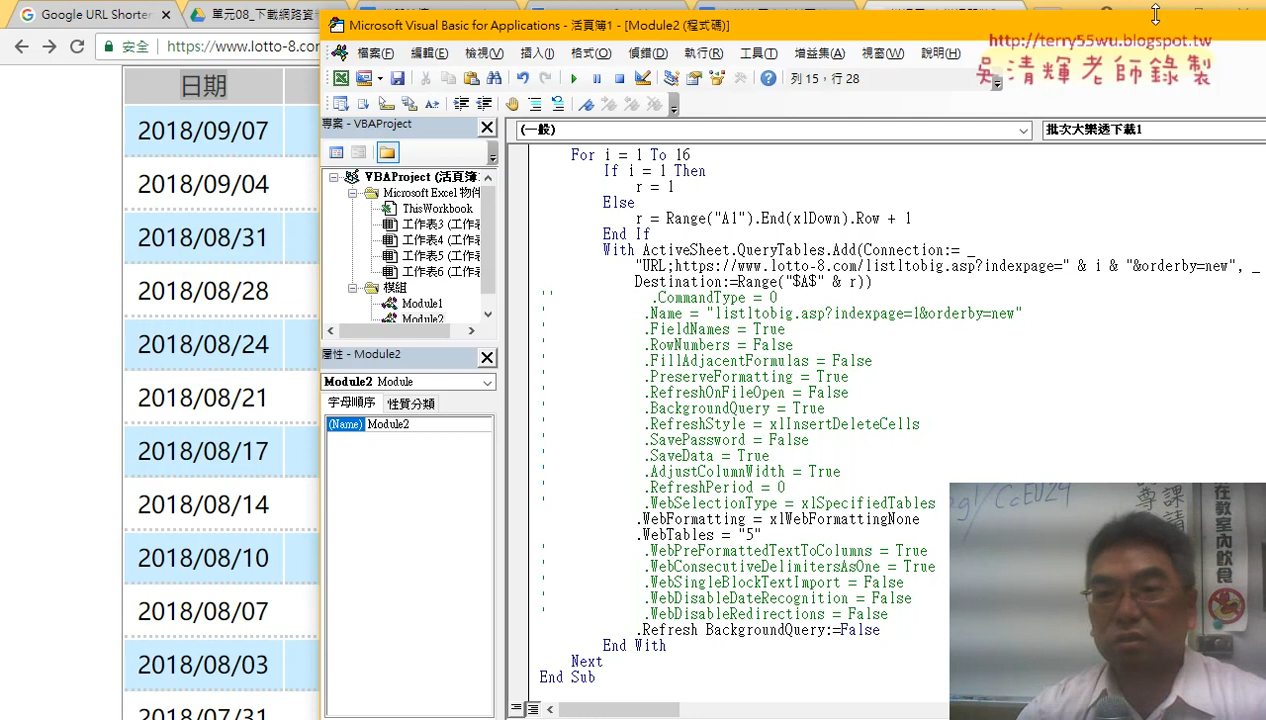 Google URL Shorter
單元08_下載網路資
安全
https://www.lotto-8.com
日期
2018/09/07
2018/09/04
2018/08/31
2018/08/28
2018/08/24
2018/08/21
2018/08/17
2018/08/14
2018/08/10
2018/08/07
2018/08/03
2018/07/31
Microsoft Visual Basic for Applications - 活頁簿1 - [Module2 (程式碼)]
檔案(F) 編輯(E) 檢視(V) 插入(I) 格式(O) 偵錯(D) 執行(R) 工具(T) 增益集(A) 視窗(W) 說明(H)
http://terry55wu.blogspot.tw
吳清輝老師錄製
列 15，行 28
專案 - VBAProject
VBAProject (活頁簿
Microsoft Excel 物件
ThisWorkbook
工作表3 (工作表
工作表4 (工作表
工作表5 (工作表
工作表6 (工作表
模組
Module1
Module2
屬性 - Module2
Module2 Module
字母順序 性質分類
(Name) Module2
(一般)
批次大樂透下載1
For i = 1 To 16
If i = 1 Then
r = 1
Else
r = Range("A1").End(xlDown).Row + 1
End If
With ActiveSheet.QueryTables.Add(Connection:= _
"URL;https://www.lotto-8.com/listltobig.asp?indexpage=" & i & "&orderby=new", _
Destination:=Range("$A$" & r))
'' .CommandType = 0
' .Name = "listltobig.asp?indexpage=1&orderby=new"
' .FieldNames = True
' .RowNumbers = False
' .FillAdjacentFormulas = False
' .PreserveFormatting = True
' .RefreshOnFileOpen = False
' .BackgroundQuery = True
' .RefreshStyle = xlInsertDeleteCells
' .SavePassword = False
' .SaveData = True
' .AdjustColumnWidth = True
' .RefreshPeriod = 0
' .WebSelectionType = xlSpecifiedTables
.WebFormatting = xlWebFormattingNone
.WebTables = "5"
' .WebPreFormattedTextToColumns = True
' .WebConsecutiveDelimitersAsOne = True
' .WebSingleBlockTextImport = False
' .WebDisableDateRecognition = False
' .WebDisableRedirections = False
.Refresh BackgroundQuery:=False
End With
Next
End Sub
在教室內飲食